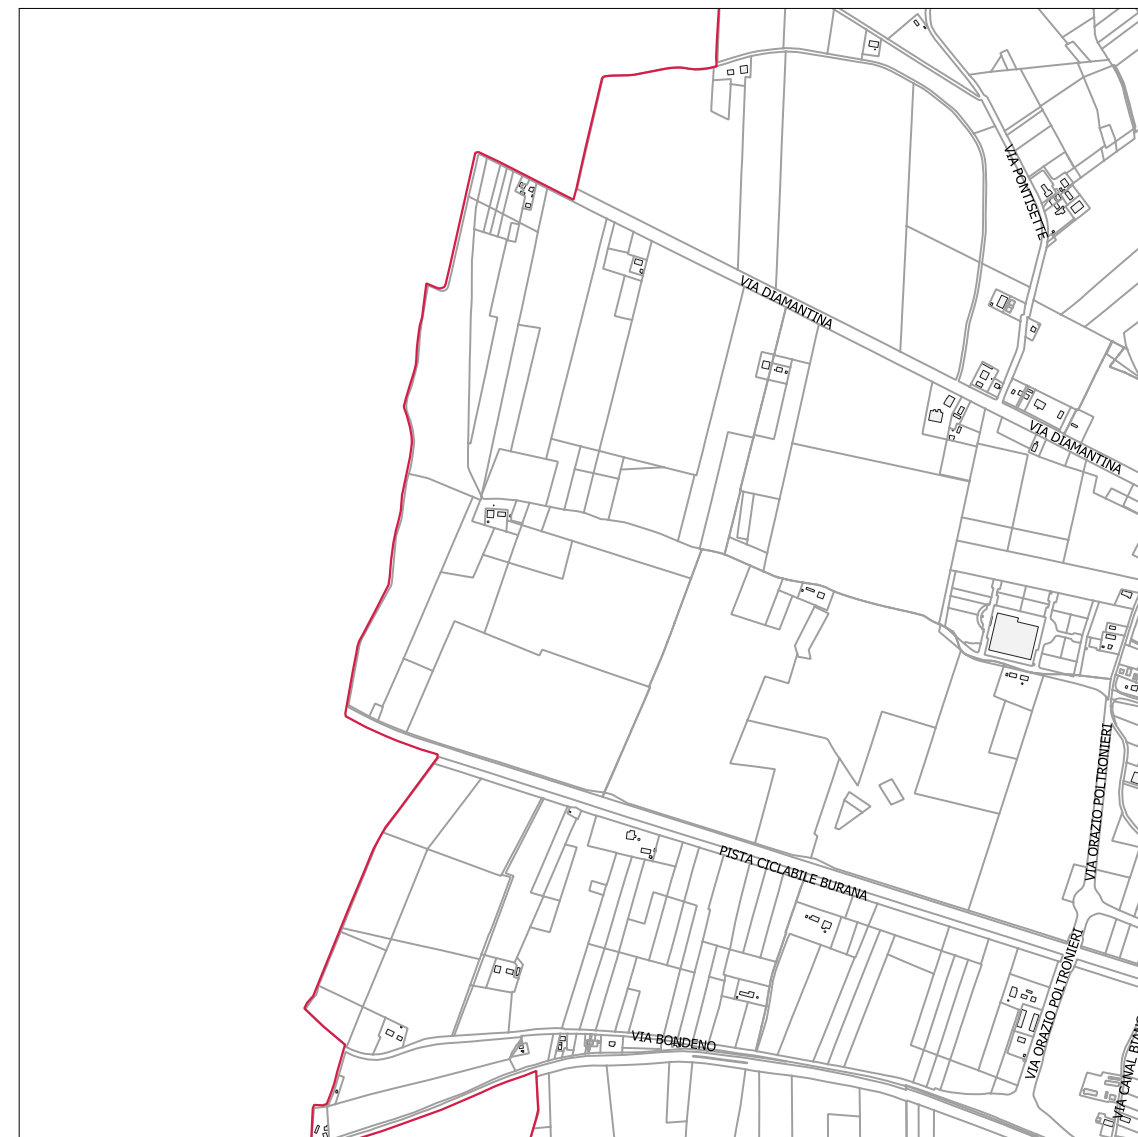 VIA PONTISETTE
VIA DIAMANTINA
VIA DIAMANTINA
VIA ORAZIO POLTRONIERI
PISTA CICLABILE BURANA
VIA ORAZIO POLTRONIERI
VIA BONDENO
VIA CANAL BIANC